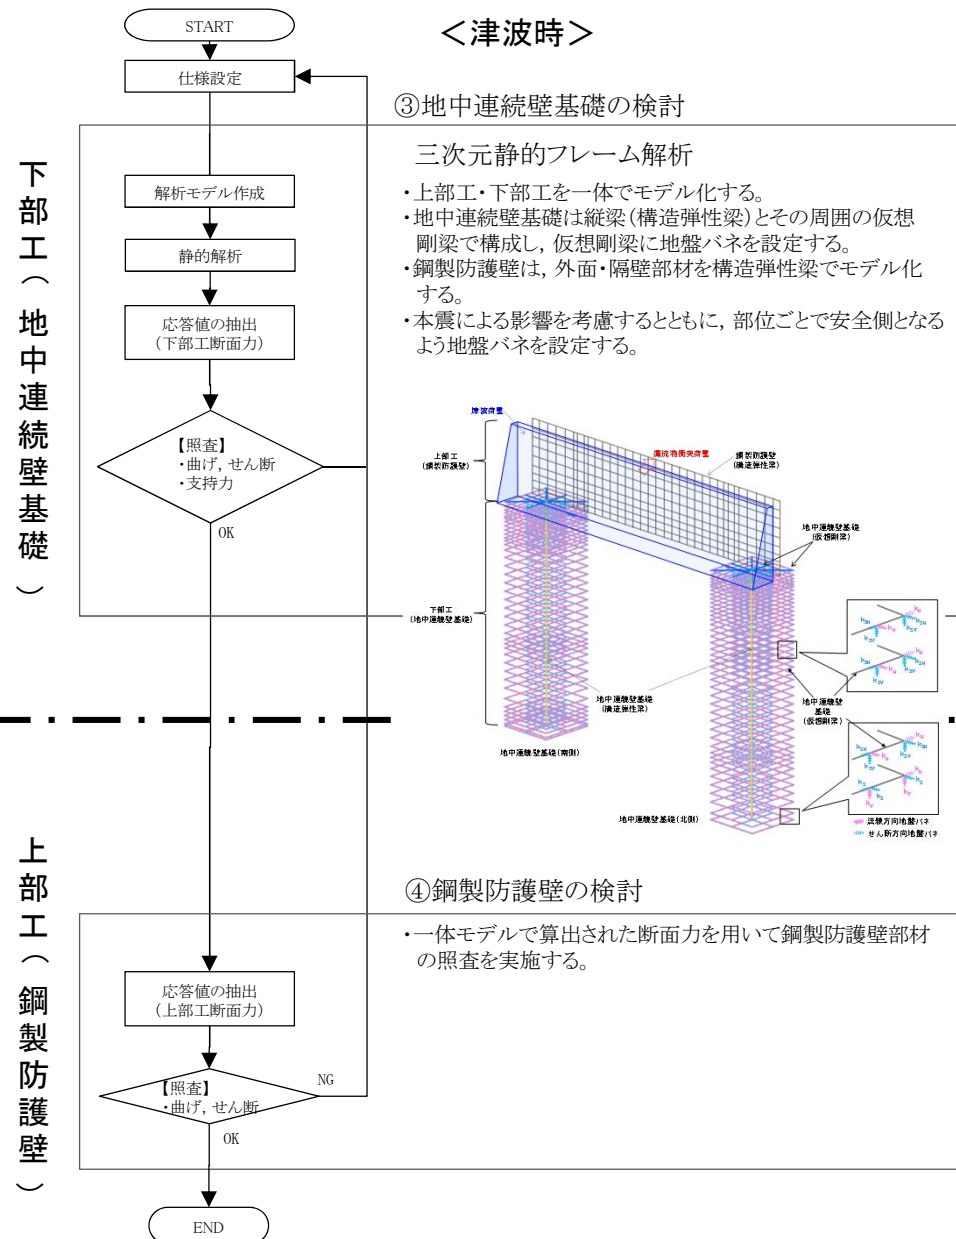 START
＜津波時＞
仕様設定
③地中連続壁基礎の検討
下部工（地中連続壁基礎）
三次元静的フレーム解析
・上部工・下部工を一体でモデル化する。
・地中連続壁基礎は縦梁（構造弾性梁）とその周囲の仮想
剛梁で構成し，仮想剛梁に地盤バネを設定する。
・鋼製防護壁は，外面・隔壁部材を構造弾性梁でモデル化
する。
・本震による影響を考慮するとともに，部位ごとで安全側となる
よう地盤バネを設定する。
解析モデル作成
静的解析
応答値の抽出
（下部工断面力）
【照査】
・曲げ，せん断
・支持力
OK
津波荷重
上部工
（鋼製防護壁）
漂流物衝突荷重
鋼製防護壁
（構造弾性梁）
地中連続壁基礎
（仮想剛梁）
下部工
（地中連続壁基礎）
地中連続壁基礎
（構造弾性梁）
地中連続壁基礎（南側）
地中連続壁
基礎
（仮想剛梁）
地中連続壁基礎（北側）
法線方向地盤バネ
せん断方向地盤バネ
上部工（鋼製防護壁）
④鋼製防護壁の検討
・一体モデルで算出された断面力を用いて鋼製防護壁部材
の照査を実施する。
応答値の抽出
（上部工断面力）
【照査】
・曲げ，せん断
NG
OK
END